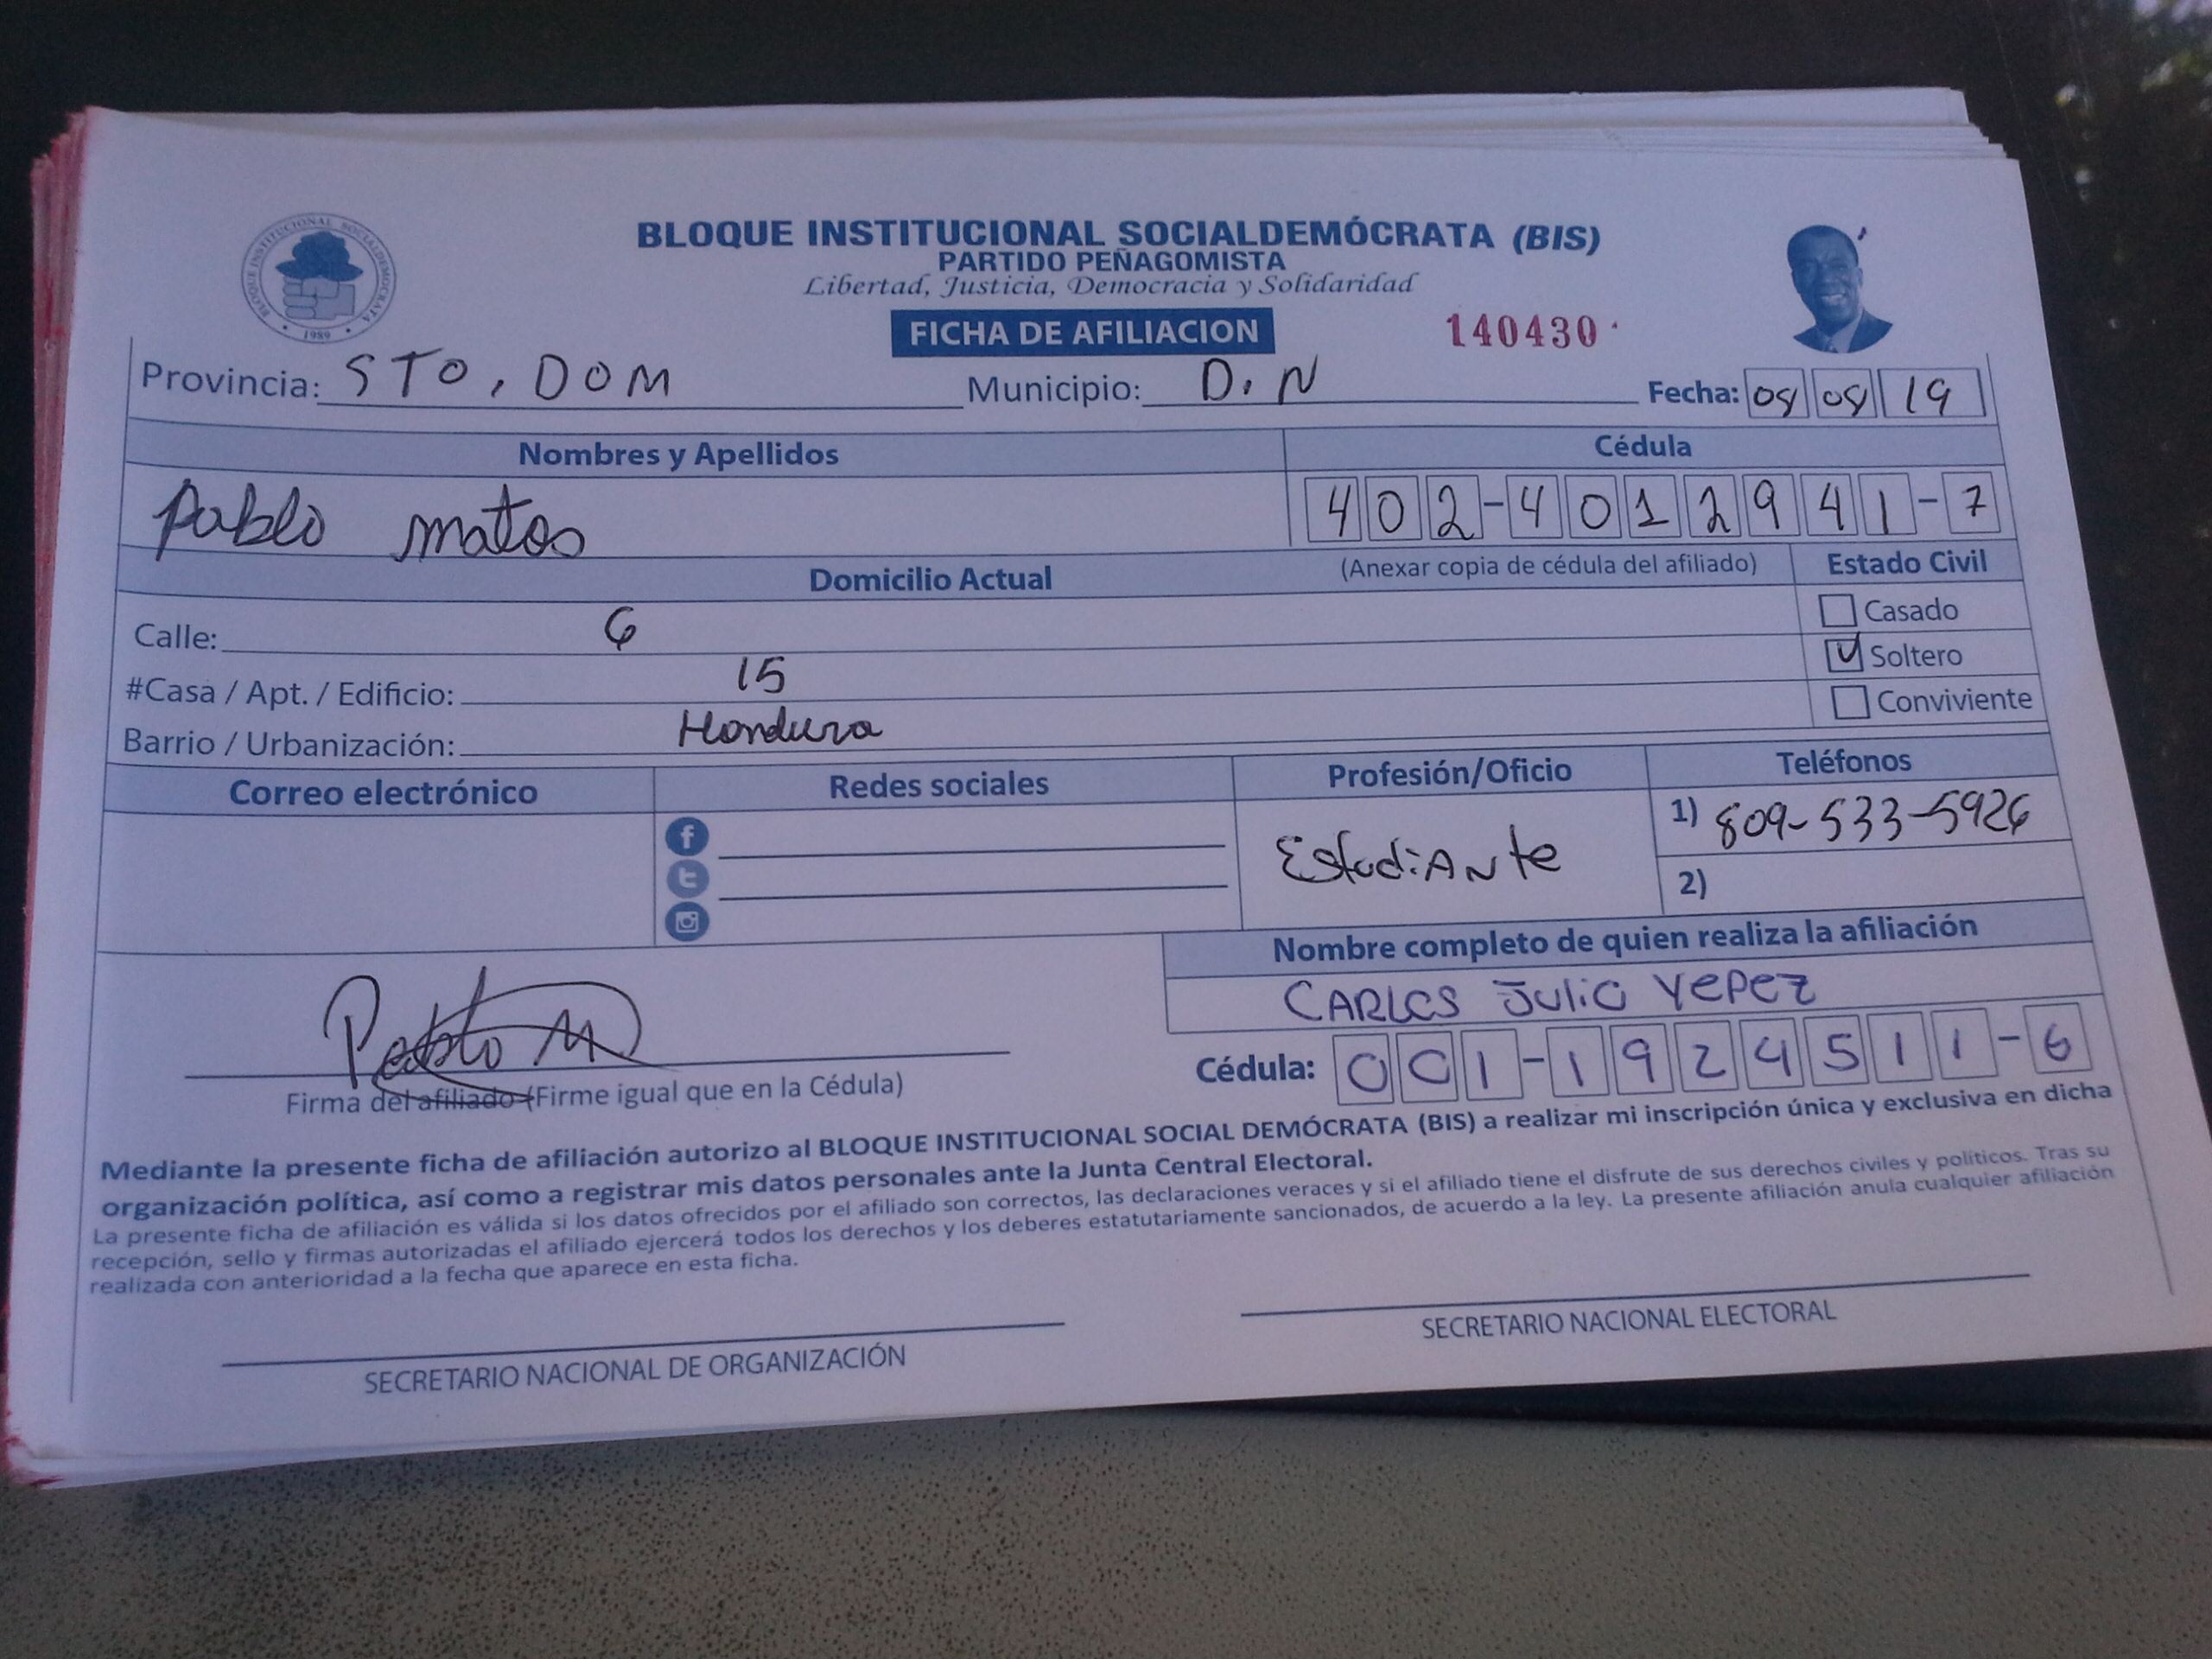 BLOQUE INSTITUCIONAL SOCIALDEMOCRATA
1989
BLOQUE INSTITUCIONAL SOCIALDEMÓCRATA (BIS)
PARTIDO PEÑAGOMISTA
Libertad, Justicia, Democracia y Solidaridad
FICHA DE AFILIACION 140430
Provincia: STO, DOM Municipio: D. N Fecha: 08 08 19
Nombres y Apellidos Cédula
Pablo matos 402-4012941-7
Domicilio Actual (Anexar copia de cédula del afiliado) Estado Civil
Calle: 6 Casado
#Casa / Apt. / Edificio: 15 Soltero
Barrio / Urbanización: Hondura Conviviente
Correo electrónico Redes sociales Profesión/Oficio Teléfonos
EstudiANte 1) 809-533-5926
2)
Nombre completo de quien realiza la afiliación
CARLOS Julio YePez
Pablo M
Cédula: 001-1924511-6
Firma del afiliado (Firme igual que en la Cédula)
Mediante la presente ficha de afiliación autorizo al BLOQUE INSTITUCIONAL SOCIAL DEMÓCRATA (BIS) a realizar mi inscripción única y exclusiva en dicha
organización política, así como a registrar mis datos personales ante la Junta Central Electoral.
La presente ficha de afiliación es válida si los datos ofrecidos por el afiliado son correctos, las declaraciones veraces y si el afiliado tiene el disfrute de sus derechos civiles y políticos. Tras su
recepción, sello y firmas autorizadas el afiliado ejercerá todos los derechos y los deberes estatutariamente sancionados, de acuerdo a la ley. La presente afiliación anula cualquier afiliación
realizada con anterioridad a la fecha que aparece en esta ficha.
SECRETARIO NACIONAL DE ORGANIZACIÓN SECRETARIO NACIONAL ELECTORAL